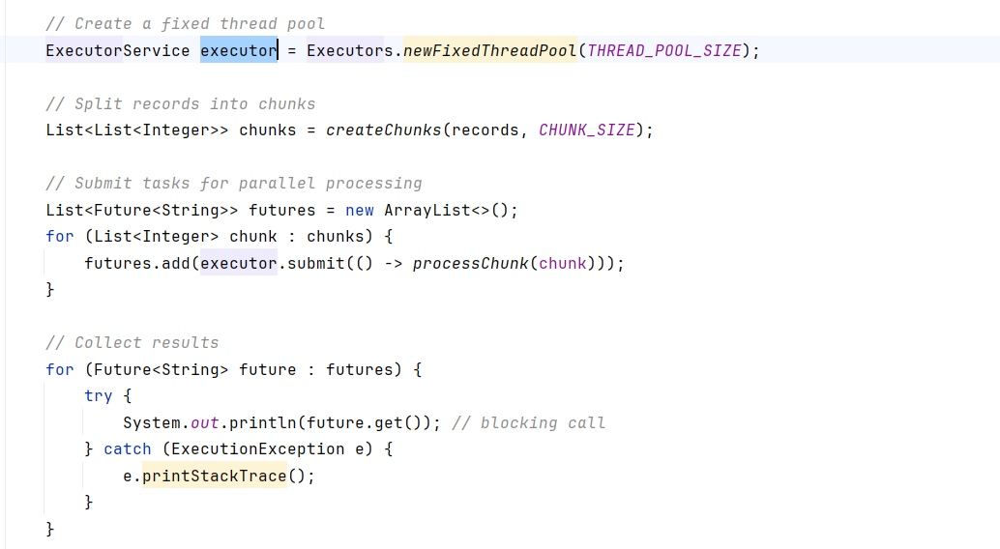 // Create a fixed thread pool
ExecutorService executor = Executors.newFixedThreadPool(THREAD_POOL_SIZE);
// Split records into chunks
List<List<Integer>> chunks = createChunks(records, CHUNK_SIZE);
// Submit tasks for parallel processing
List<Future<String>> futures = new ArrayList<>();
for (List<Integer> chunk : chunks) {
    futures.add(executor.submit(() -> processChunk(chunk)));
}
// Collect results
for (Future<String> future : futures) {
    try {
        System.out.println(future.get()); // blocking call
    } catch (ExecutionException e) {
        e.printStackTrace();
    }
}